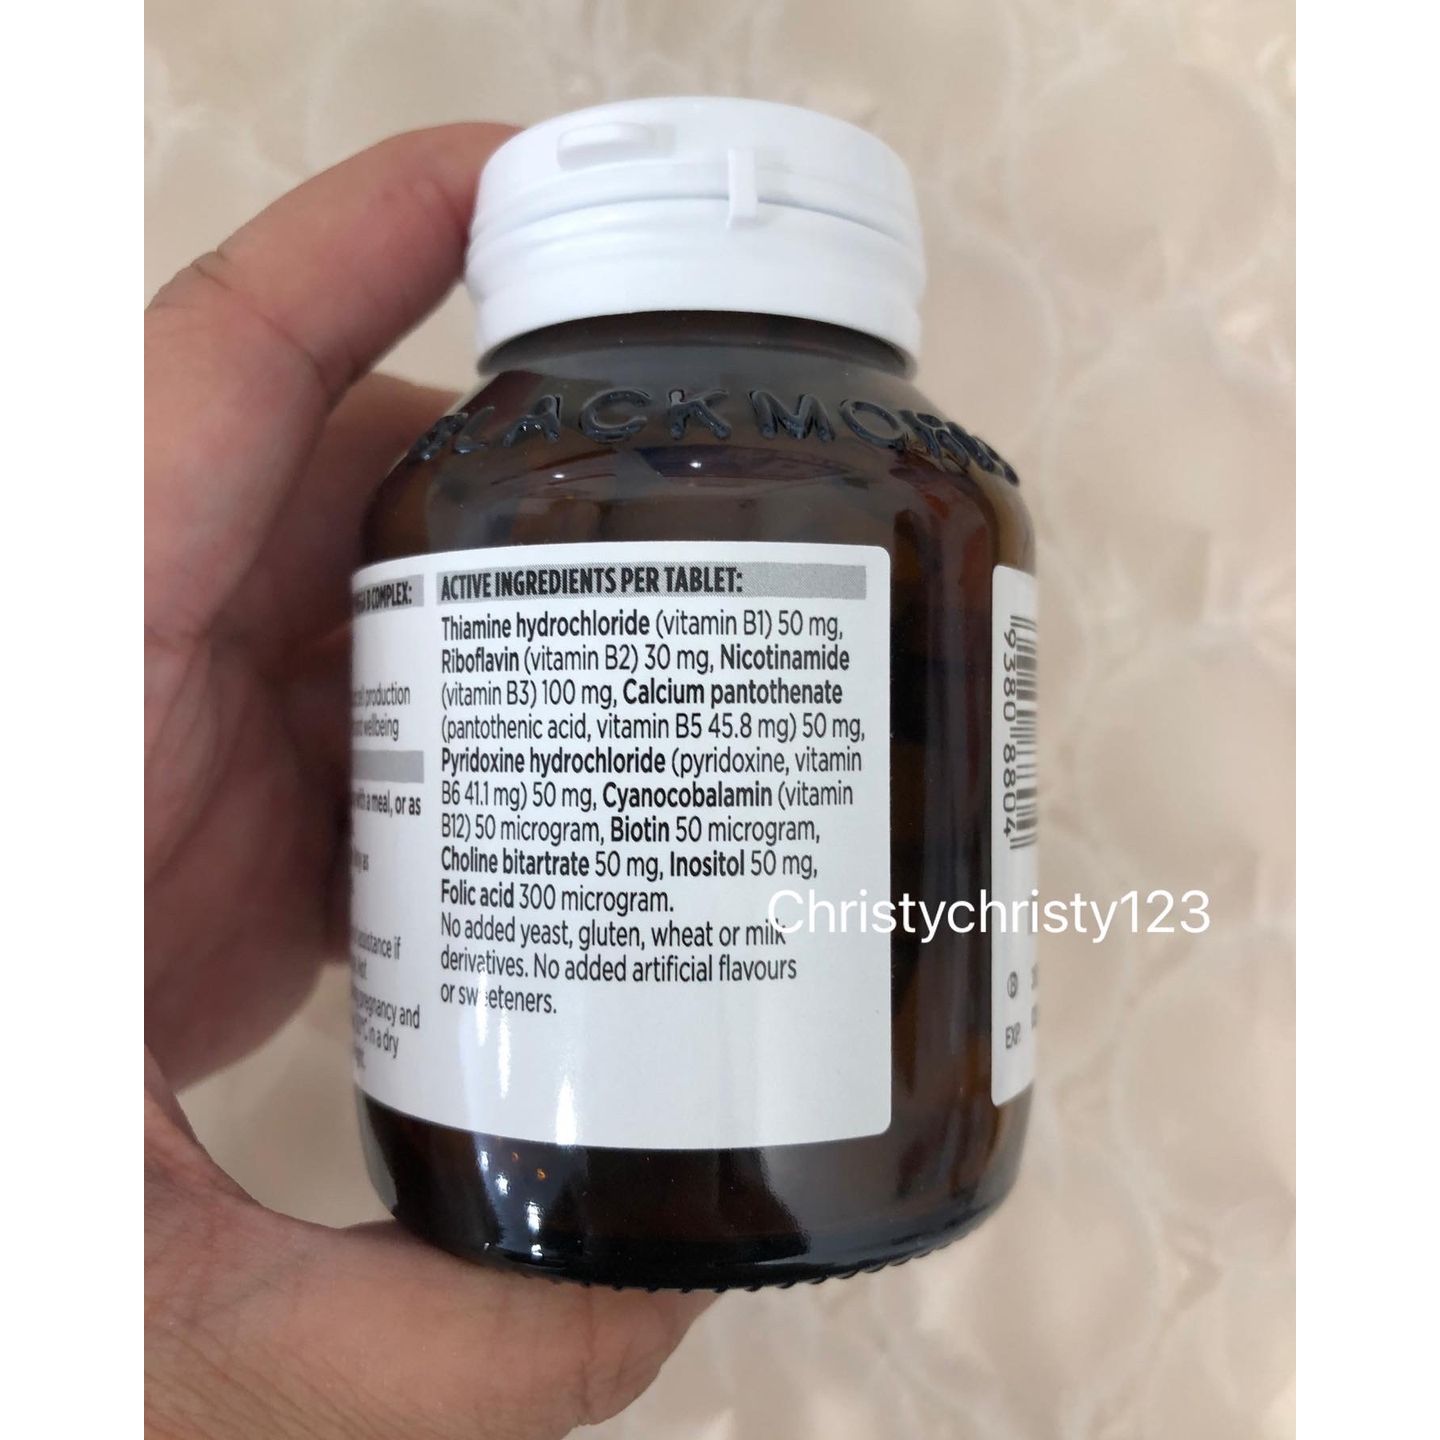 BLACKMORES
B COMPLEX:
production
wellbeing
with a meal, or as
as
assistance if
pregnancy and
in a dry
ACTIVE INGREDIENTS PER TABLET:
Thiamine hydrochloride (vitamin B1) 50 mg,
Riboflavin (vitamin B2) 30 mg, Nicotinamide
(vitamin B3) 100 mg, Calcium pantothenate
(pantothenic acid, vitamin B5 45.8 mg) 50 mg,
Pyridoxine hydrochloride (pyridoxine, vitamin
B6 41.1 mg) 50 mg, Cyanocobalamin (vitamin
B12) 50 microgram, Biotin 50 microgram,
Choline bitartrate 50 mg, Inositol 50 mg,
Folic acid 300 microgram.
No added yeast, gluten, wheat or milk
derivatives. No added artificial flavours
or sweeteners.
Christychristy123
9380 8804
B
EXP.